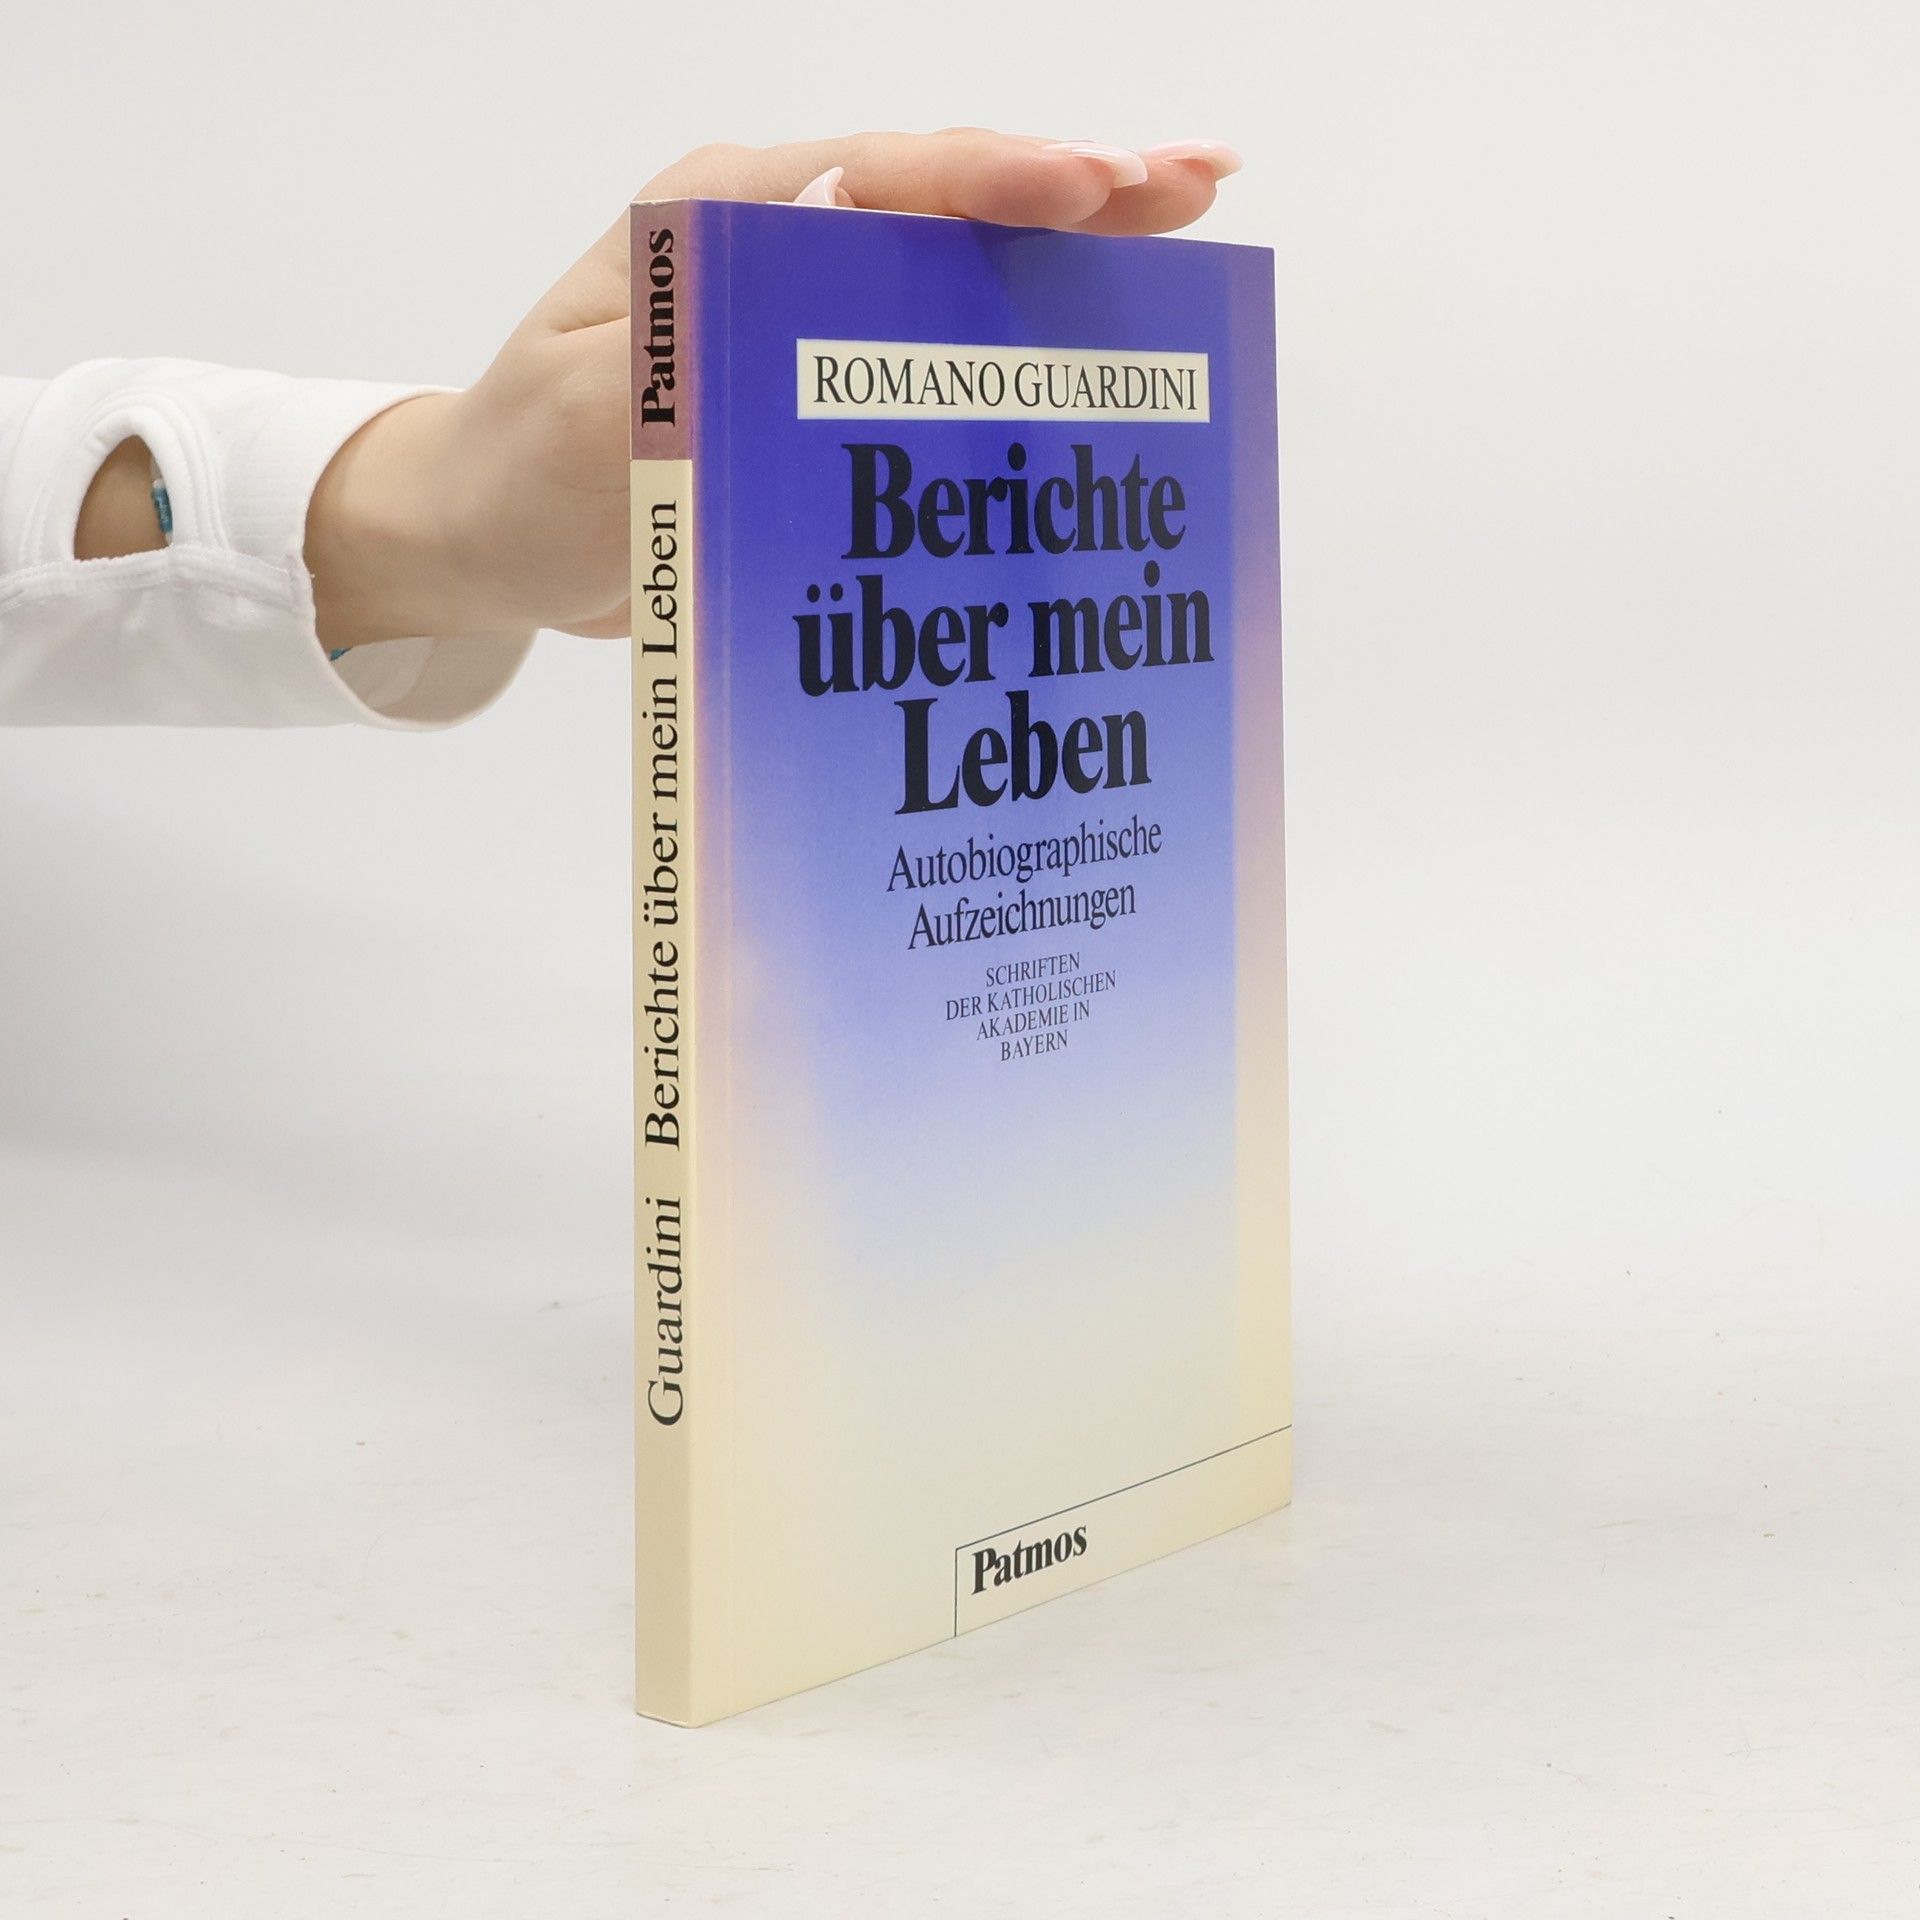 Patmos
Berichte über mein Leben
Guardini
ROMANO GUARDINI
Berichte
über mein
Leben
Autobiographische
Aufzeichnungen
SCHRIFTEN
DER KATHOLISCHEN
AKADEMIE IN
BAYERN
Patmos